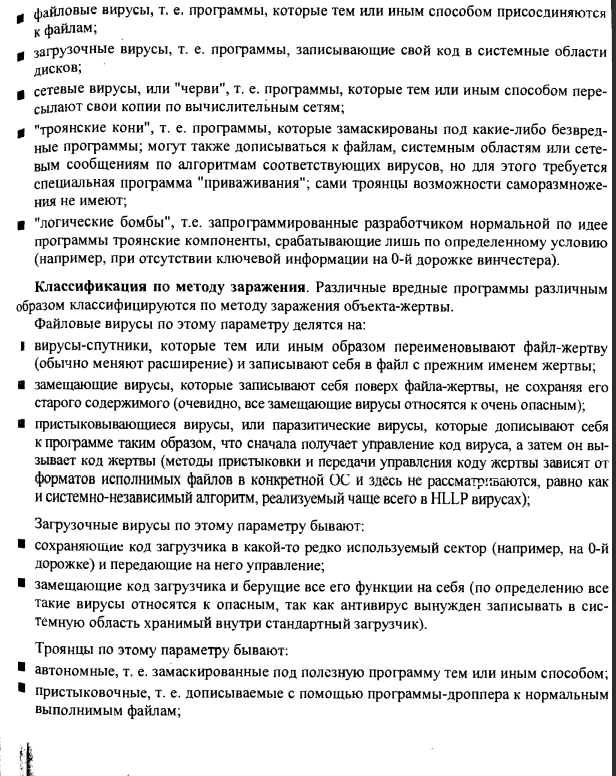 файловые вирусы, т. е. программы, которые тем или иным способом присоединяются
к файлам;
загрузочные вирусы, т. е. программы, записывающие свой код в системные области
дисков;
сетевые вирусы, или "черви", т. е. программы, которые тем или иным способом пере-
сылают свои копии по вычислительным сетям;
"троянские кони", т. е. программы, которые замаскированы под какие-либо безвред-
ные программы; могут также дописываться к файлам, системным областям или сете-
вым сообщениям по алгоритмам соответствующих вирусов, но для этого требуется
специальная программа "приваживания"; сами троянцы возможности саморазмноже-
ния не имеют;
"логические бомбы", т.е. запрограммированные разработчиком нормальной по идее
программы троянские компоненты, срабатывающие лишь по определенному условию
(например, при отсутствии ключевой информации на 0-й дорожке винчестера).
Классификация по методу заражения. Различные вредные программы различным
образом классифицируются по методу заражения объекта-жертвы.
Файловые вирусы по этому параметру делятся на:
вирусы-спутники, которые тем или иным образом переименовывают файл-жертву
(обычно меняют расширение) и записывают себя в файл с прежним именем жертвы;
замещающие вирусы, которые записывают себя поверх файла-жертвы, не сохраняя его
старого содержимого (очевидно, все замещающие вирусы относятся к очень опасным);
пристыковывающиеся вирусы, или паразитические вирусы, которые дописывают себя
к программе таким образом, что сначала получает управление код вируса, а затем он вы-
зывает код жертвы (методы пристыковки и передачи управления коду жертвы зависят от
форматов исполнимых файлов в конкретной ОС и здесь не рассматриваются, равно как
и системно-независимый алгоритм, реализуемый чаще всего в HLLP вирусах);
Загрузочные вирусы по этому параметру бывают:
сохраняющие код загрузчика в какой-то редко используемый сектор (например, на 0-й
дорожке) и передающие на него управление;
замещающие код загрузчика и берущие все его функции на себя (по определению все
такие вирусы относятся к опасным, так как антивирус вынужден записывать в сис-
темную область хранимый внутри стандартный загрузчик).
Троянцы по этому параметру бывают:
автономные, т. е. замаскированные под полезную программу тем или иным способом;
пристыковочные, т. е. дописываемые с помощью программы-дроппера к нормальным
выполнимым файлам;